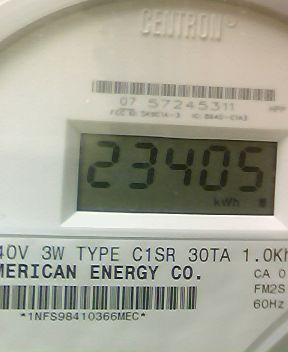 CENTRON
07 57245311
23405
kWh
40V 3W TYPE C1SR 30TA 1.0Kh
MERICAN ENERGY CO.
CA 0
FM2S
60Hz
*1NFS98410366MEC*